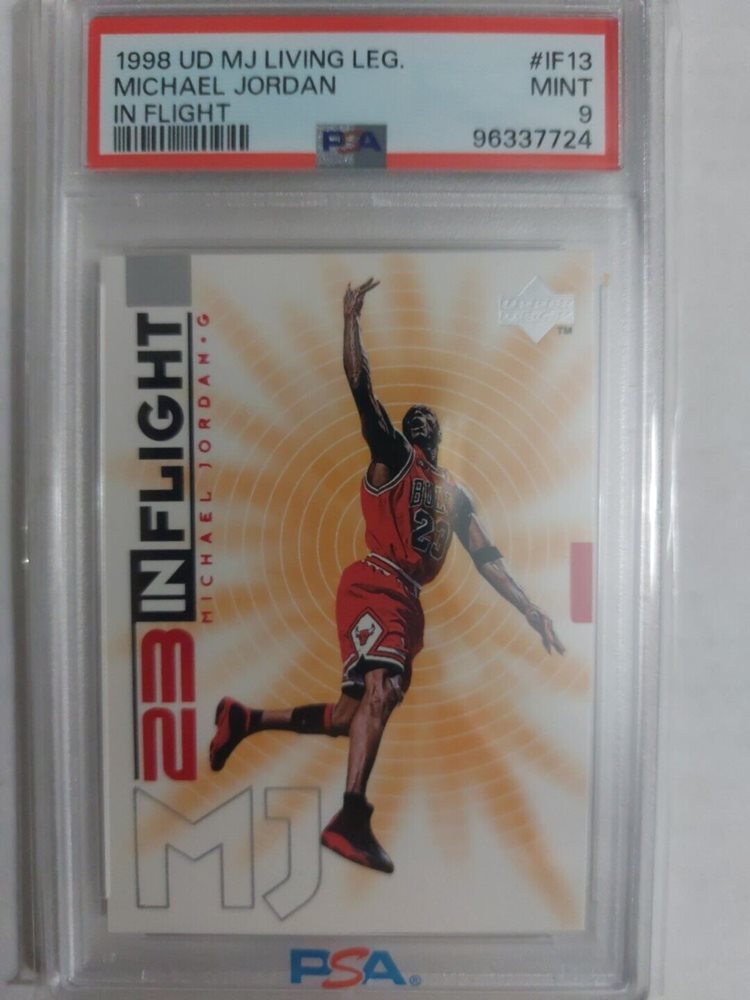 1998 UD MJ LIVING LEG. #IF13
MICHAEL JORDAN MINT
IN FLIGHT 9
PSA 96337724
TM
23 IN FLIGHT
MICHAEL JORDAN • G
BULLS
23
MJ
PSA®